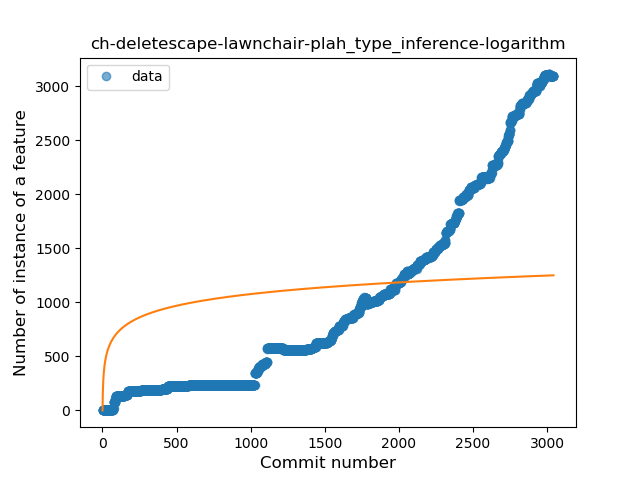 ch-deletescape-lawnchair-plah_type_inference-logarithm
data
Number of instance of a feature
3000
2500
2000
1500
1000
500
0
0 500 1000 1500 2000 2500 3000
Commit number